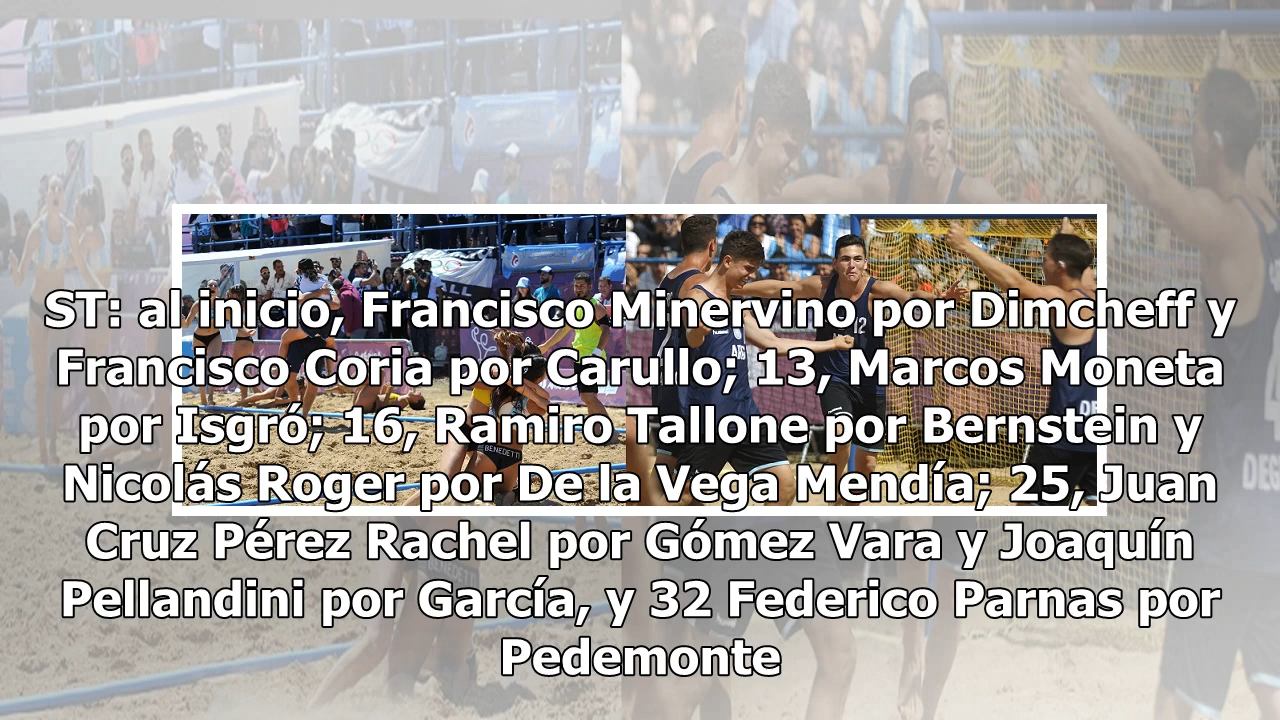 ST: al inicio, Francisco Minervino por Dimcheff y
Francisco Coria por Carullo; 13, Marcos Moneta
por Isgró; 16, Ramiro Tallone por Bernstein y
Nicolás Roger por De la Vega Mendía; 25, Juan
Cruz Pérez Rachel por Gómez Vara y Joaquín
Pellandini por García, y 32 Federico Parnas por
Pedemonte
BENEDETTI
12